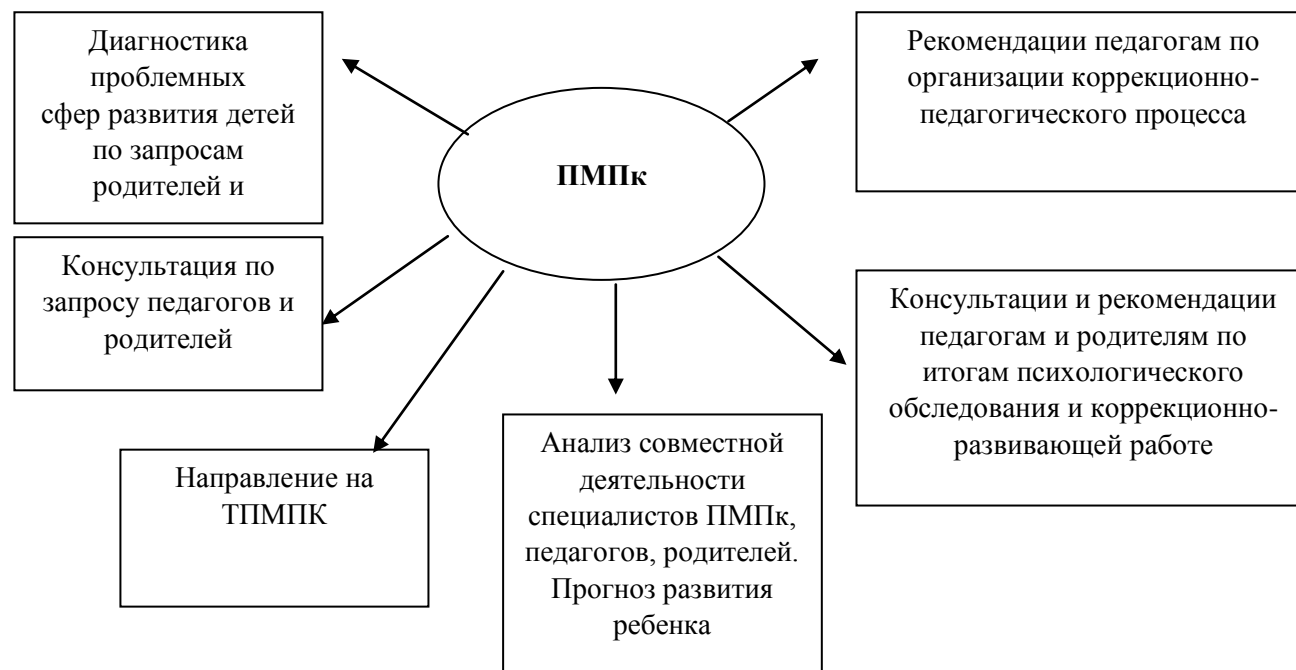 Диагностика
проблемных
сфер развития детей
по запросам
родителей и
ПМПк
Рекомендации педагогам по
организации коррекционно-
педагогического процесса
Консультация по
запросу педагогов и
родителей
Консультации и рекомендации
педагогам и родителям по
итогам психологического
обследования и коррекционно-
развивающей работе
Направление на
ТПМПК
Анализ совместной
деятельности
специалистов ПМПк,
педагогов, родителей.
Прогноз развития
ребенка